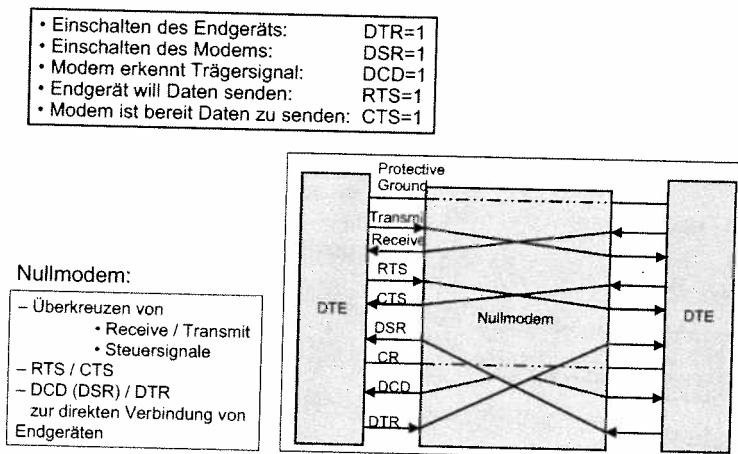 • Einschalten des Endgeräts: DTR=1
• Einschalten des Modems: DSR=1
• Modem erkennt Trägersignal: DCD=1
• Endgerät will Daten senden: RTS=1
• Modem ist bereit Daten zu senden: CTS=1
Protective
Ground
Transmi
Receive
RTS
CTS
DSR
CR
DCD
DTR
DTE
Nullmodem
DTE
Nullmodem:
– Überkreuzen von
• Receive / Transmit
• Steuersignale
– RTS / CTS
– DCD (DSR) / DTR
zur direkten Verbindung von
Endgeräten